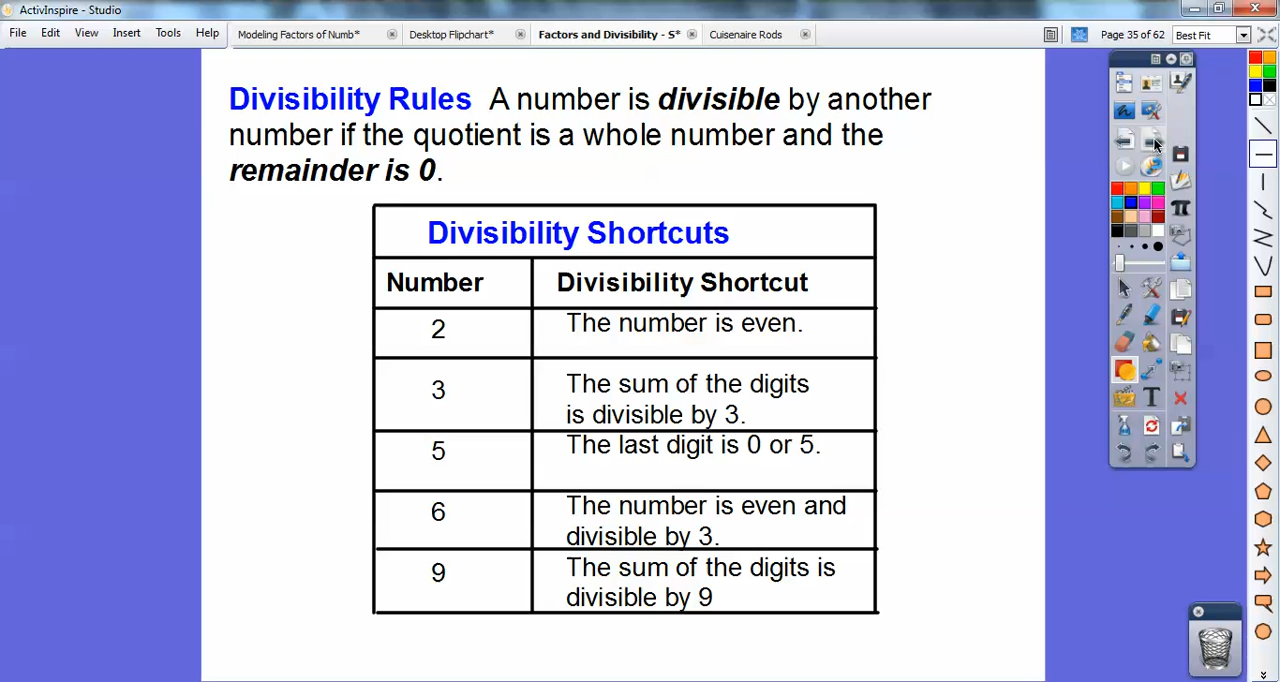 ActivInspire - Studio
File Edit View Insert Tools Help
Modeling Factors of Numb* Desktop Flipchart* Factors and Divisibility - S* Cuisenaire Rods
Page 35 of 62 Best Fit
Divisibility Rules A number is divisible by another
number if the quotient is a whole number and the
remainder is 0.
Divisibility Shortcuts
Number Divisibility Shortcut
2 The number is even.
3 The sum of the digits
is divisible by 3.
5 The last digit is 0 or 5.
6 The number is even and
divisible by 3.
9 The sum of the digits is
divisible by 9